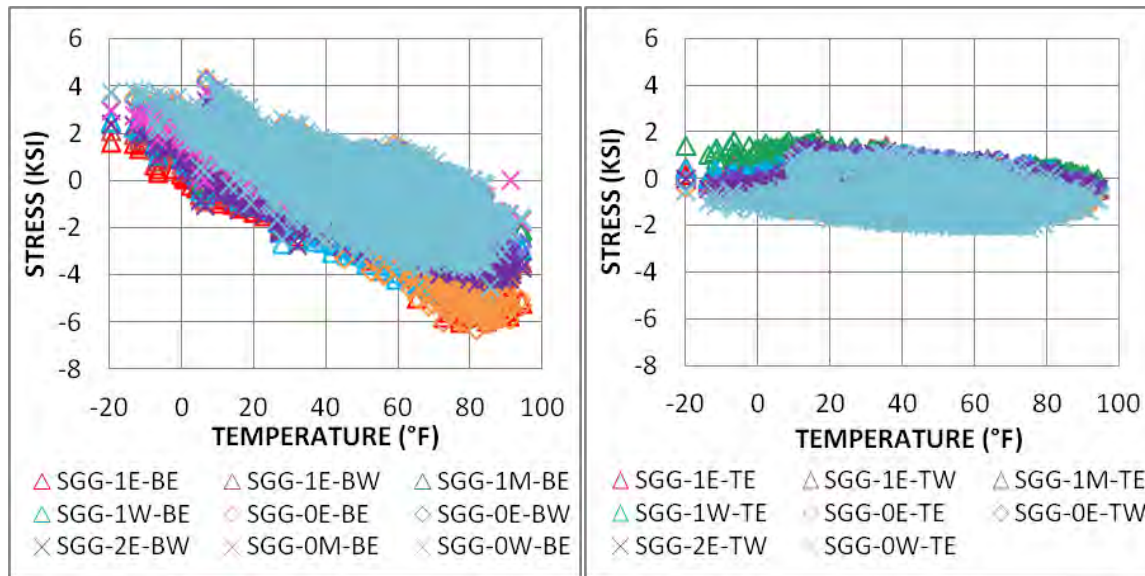 6
4
2
0
-2
-4
-6
-8
STRESS (KSI)
-20 0 20 40 60 80 100
TEMPERATURE (°F)
SGG-1E-BE SGG-1E-BW SGG-1M-BE
SGG-1W-BE SGG-0E-BE SGG-0E-BW
SGG-2E-BW SGG-0M-BE SGG-0W-BE
6
4
2
0
-2
-4
-6
-8
STRESS (KSI)
-20 0 20 40 60 80 100
TEMPERATURE (°F)
SGG-1E-TE SGG-1E-TW SGG-1M-TE
SGG-1W-TE SGG-0E-TE SGG-0E-TW
SGG-2E-TW SGG-0W-TE